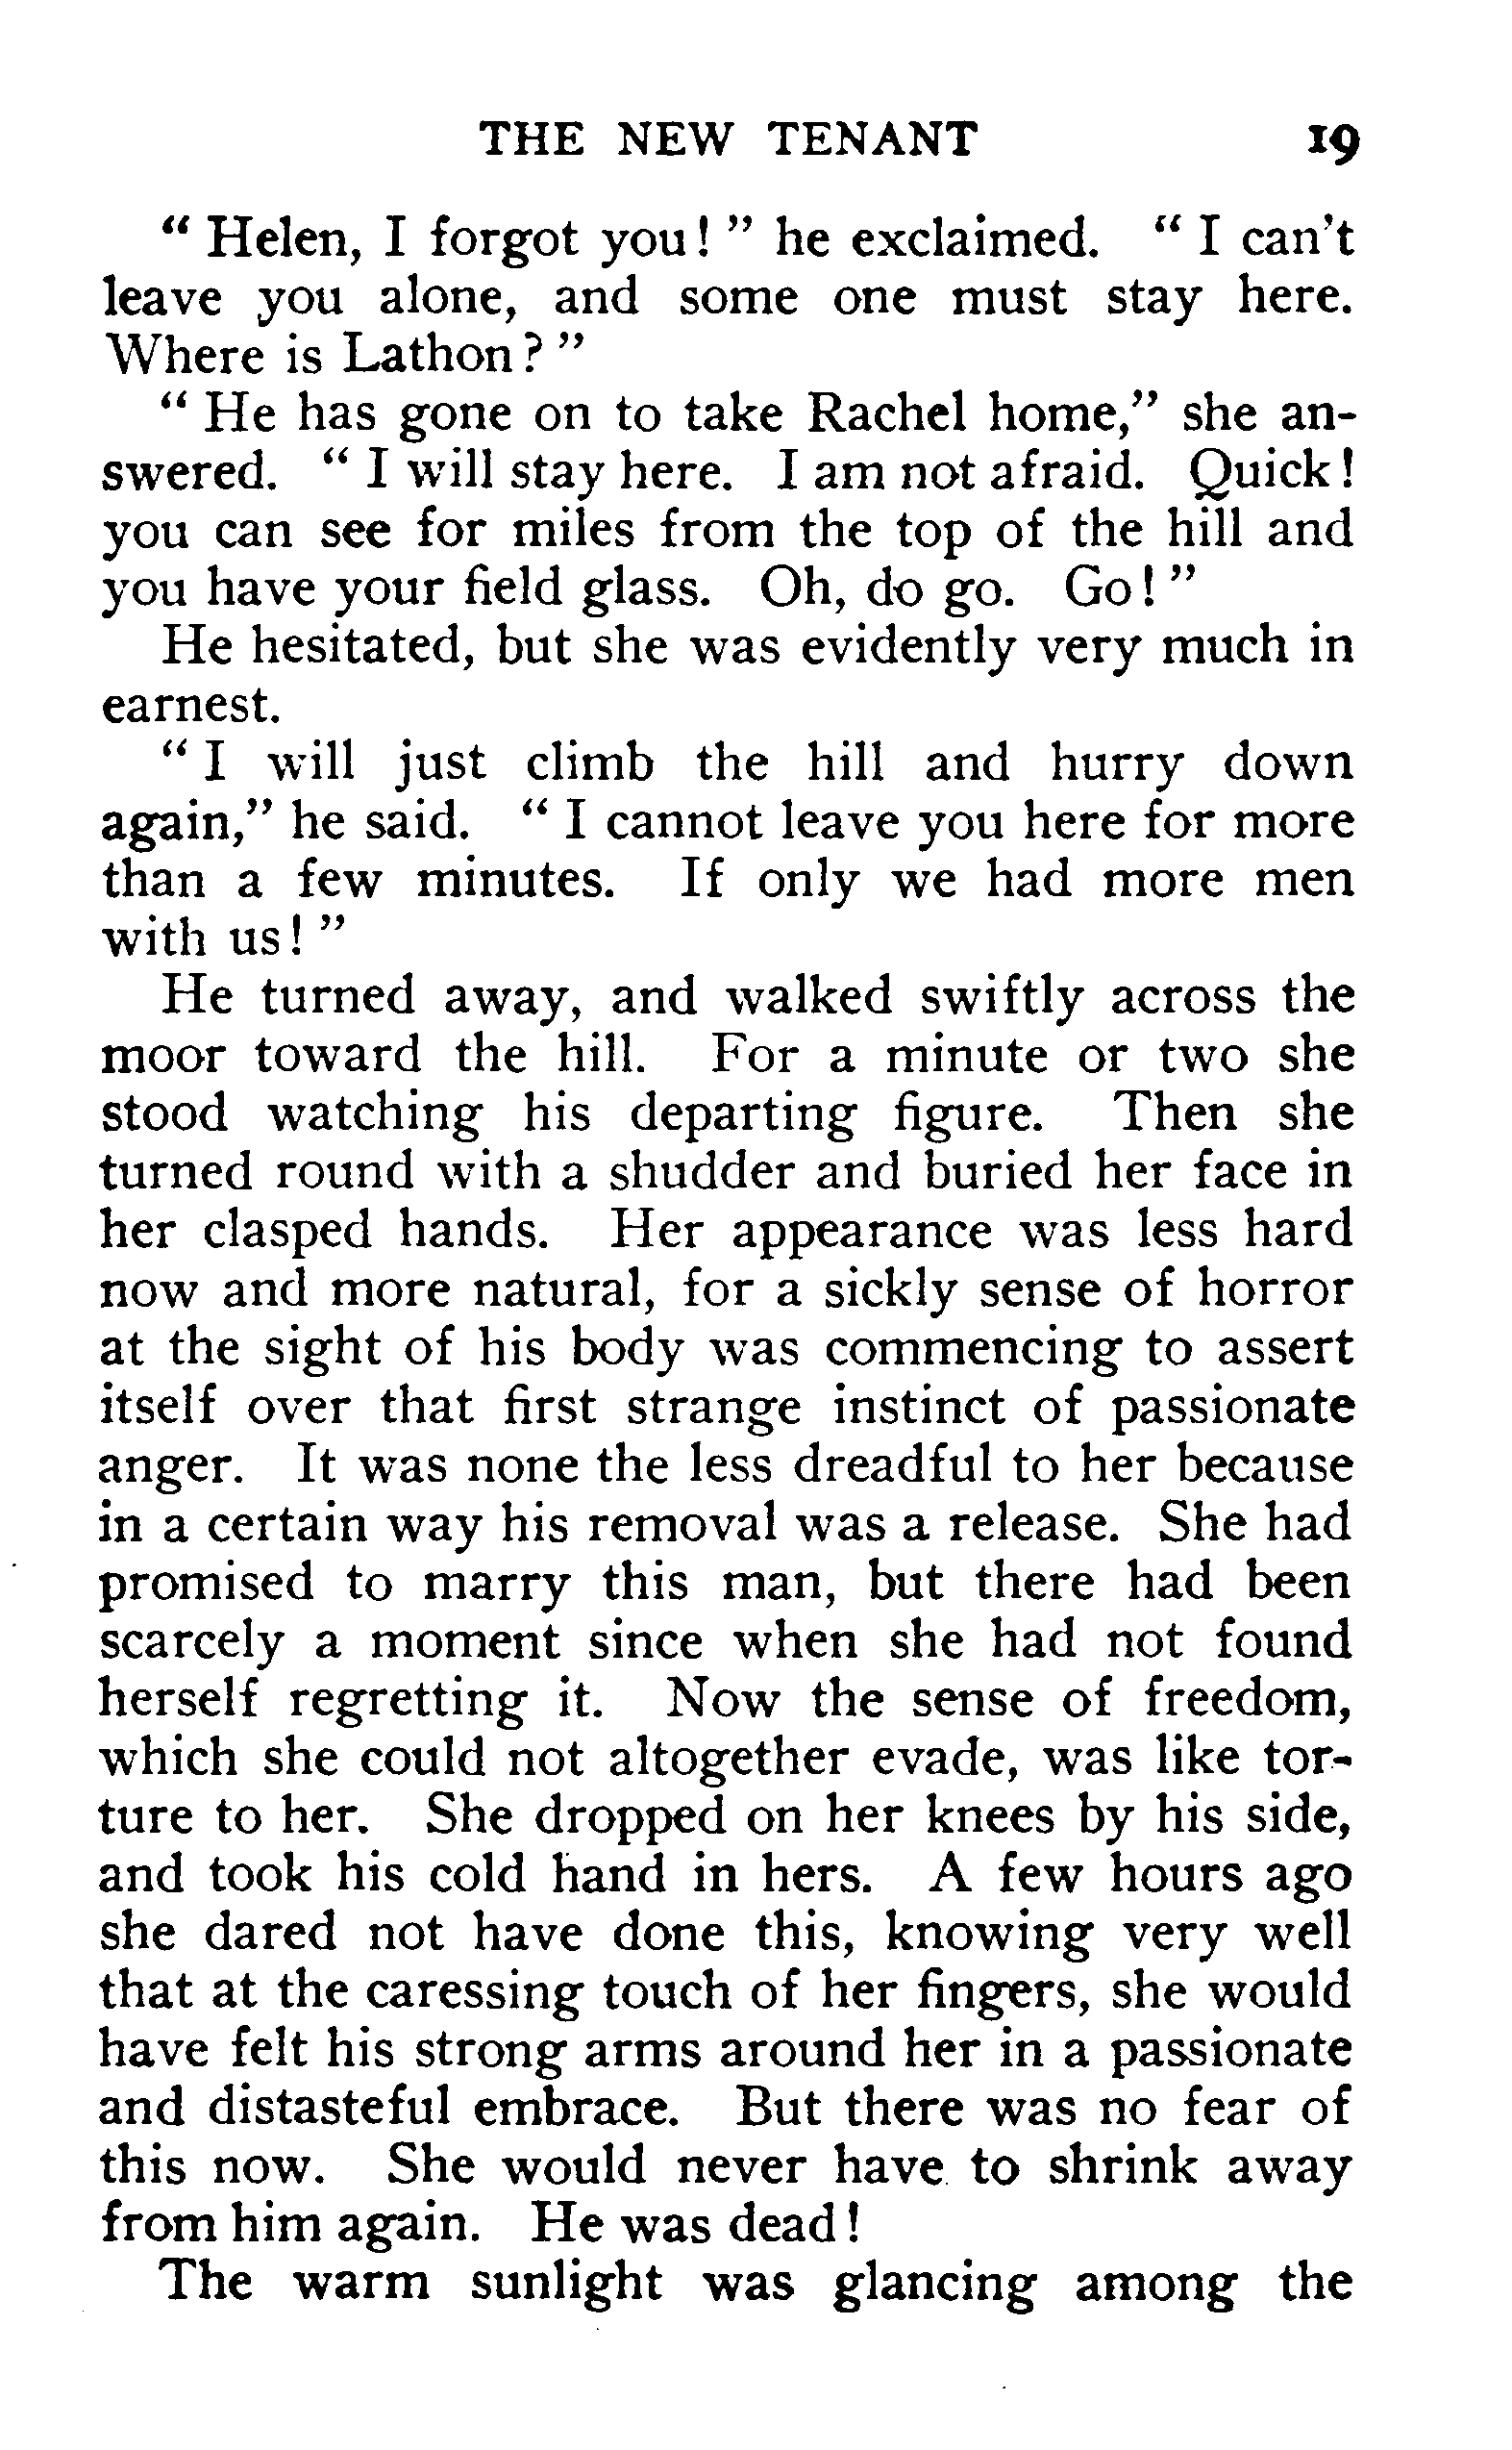 THE NEW TENANT 19
" Helen, I forgot you! " he exclaimed. " I can't
leave you alone, and some one must stay here.
Where is Lathon? "
" He has gone on to take Rachel home," she an-
swered. " I will stay here. I am not afraid. Quick!
you can see for miles from the top of the hill and
you have your field glass. Oh, do go. Go! "
He hesitated, but she was evidently very much in
earnest.
" I will just climb the hill and hurry down
again," he said. " I cannot leave you here for more
than a few minutes. If only we had more men
with us! "
He turned away, and walked swiftly across the
moor toward the hill. For a minute or two she
stood watching his departing figure. Then she
turned round with a shudder and buried her face in
her clasped hands. Her appearance was less hard
now and more natural, for a sickly sense of horror
at the sight of his body was commencing to assert
itself over that first strange instinct of passionate
anger. It was none the less dreadful to her because
in a certain way his removal was a release. She had
promised to marry this man, but there had been
scarcely a moment since when she had not found
herself regretting it. Now the sense of freedom,
which she could not altogether evade, was like tor-
ture to her. She dropped on her knees by his side,
and took his cold hand in hers. A few hours ago
she dared not have done this, knowing very well
that at the caressing touch of her fingers, she would
have felt his strong arms around her in a passionate
and distasteful embrace. But there was no fear of
this now. She would never have to shrink away
from him again. He was dead!
The warm sunlight was glancing among the